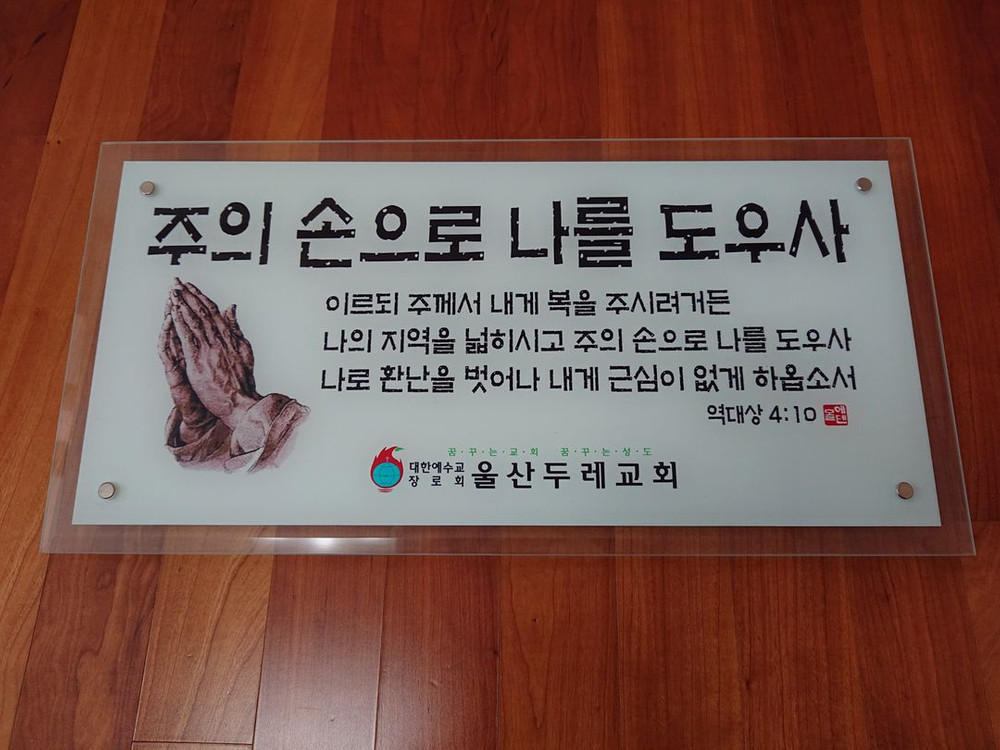 주의 손으로 나를 도우사
이르되 주께서 내게 복을 주시려거든
나의 지역을 넓히시고 주의 손으로 나를 도우사
나로 환난을 벗어나 내게 근심이 없게 하옵소서
역대상 4:10
꿈·꾸·는·교·회 꿈·꾸·는·성·도
대한예수교
장로회 울산두레교회